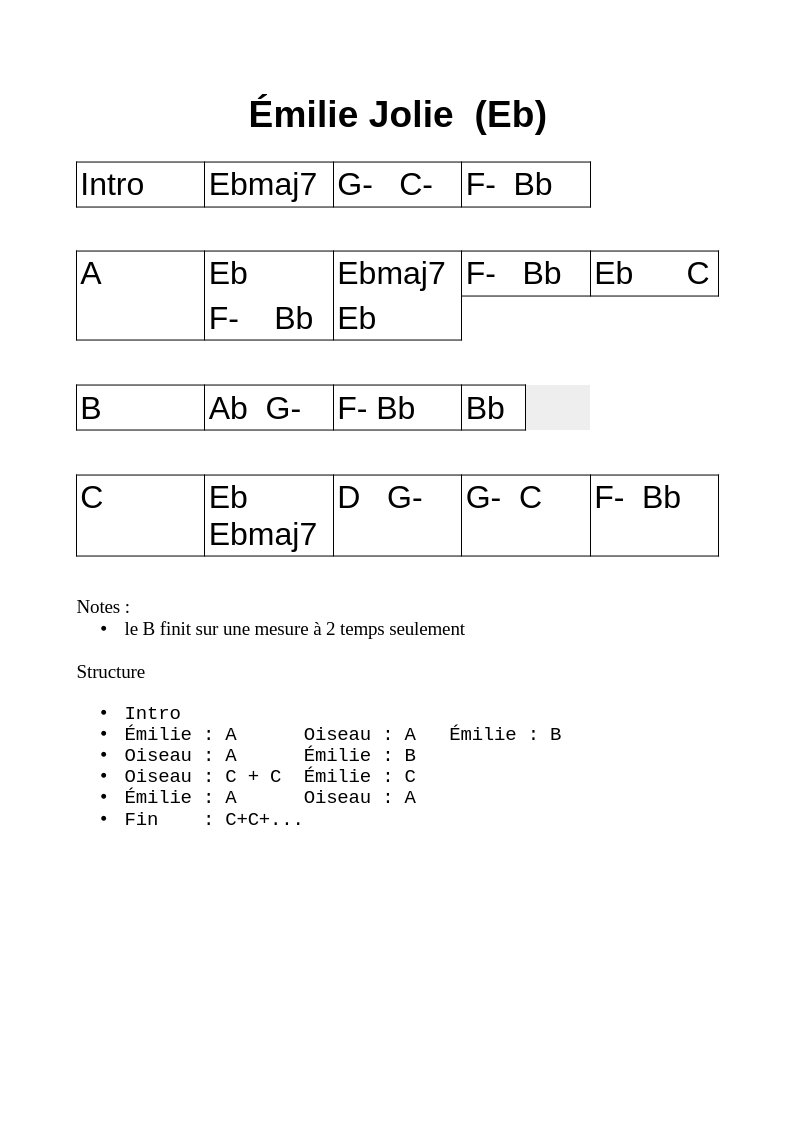 Émilie Jolie  (Eb)
Intro Ebmaj7 G-   C- F-  Bb
A Eb Ebmaj7 F-   Bb Eb      C
F-    Bb Eb
B Ab  G- F- Bb Bb
C Eb D   G- G-  C F-  Bb
Ebmaj7
Notes :
• le B finit sur une mesure à 2 temps seulement
Structure
• Intro
• Émilie : A      Oiseau : A   Émilie : B
• Oiseau : A      Émilie : B
• Oiseau : C + C  Émilie : C
• Émilie : A      Oiseau : A
• Fin    : C+C+...